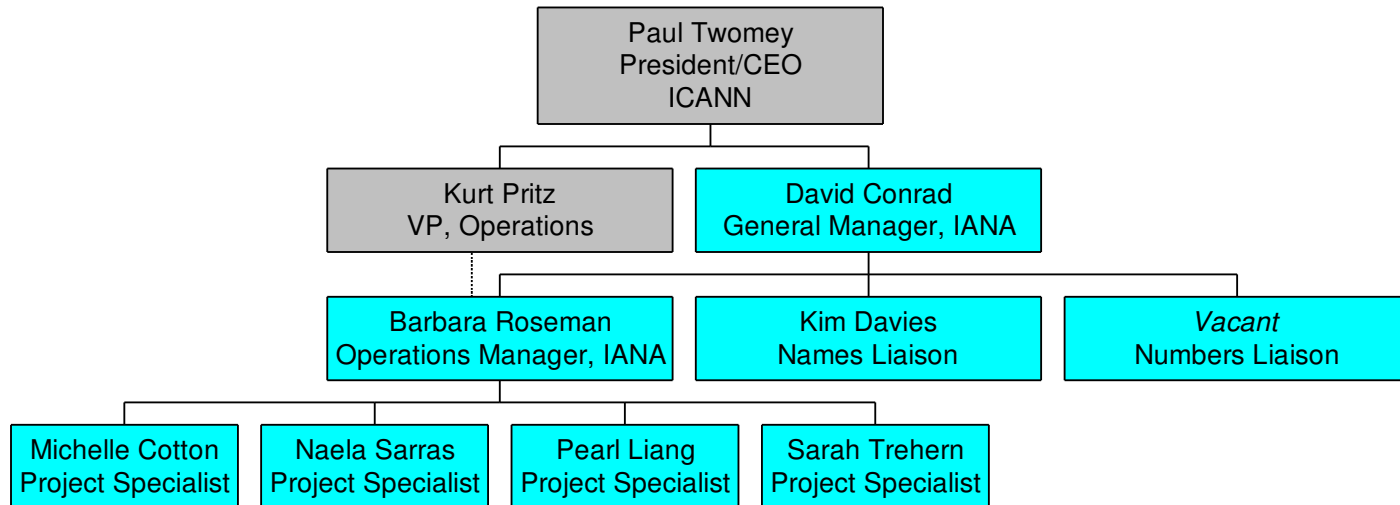 Paul Twomey
President/CEO
ICANN
Kurt Pritz
VP, Operations
David Conrad
General Manager, IANA
Barbara Roseman
Operations Manager, IANA
Kim Davies
Names Liaison
Vacant
Numbers Liaison
Michelle Cotton
Project Specialist
Naela Sarras
Project Specialist
Pearl Liang
Project Specialist
Sarah Trehern
Project Specialist